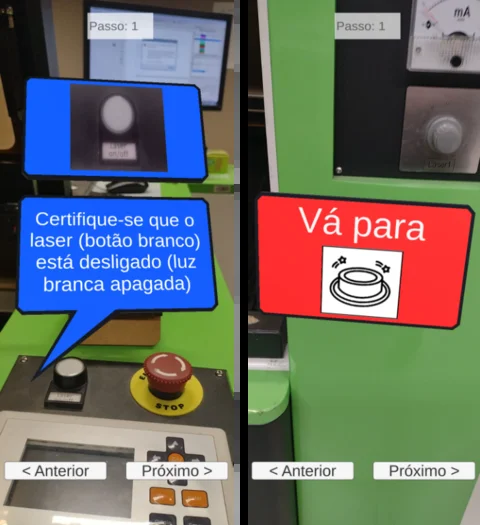 Passo: 1
Certifique-se que o
laser (botão branco)
está desligado (luz
branca apagada)
STOP
< Anterior
Próximo >
Passo: 1
mA
Vá para
< Anterior
Próximo >